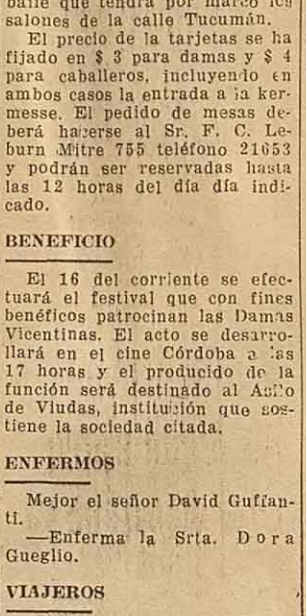 baile que tendrá por marco los
salones de la calle Tucumán.
El precio de la tarjetas se ha
fijado en $ 3 para damas y $ 4
para caballeros, incluyendo en
ambos casos la entrada a la ker-
messe. El pedido de mesas de-
berá hacerse al Sr. F. C. Le-
burn Mitre 755 teléfono 21653
y podrán ser reservadas hasta
las 12 horas del día día indi-
cado.
BENEFICIO
El 16 del corriente se efec-
tuará el festival que con fines
benéficos patrocinan las Damas
Vicentinas. El acto se desarro-
llará en el cine Córdoba a las
17 horas y el producido de la
función será destinado al Asilo
de Viudas, institución que sos-
tiene la sociedad citada.
ENFERMOS
Mejor el señor David Guffan-
ti.
—Enferma la Srta. Dora
Gueglio.
VIAJEROS